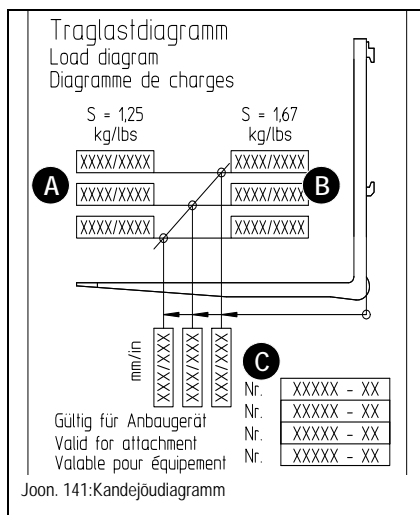 Traglastdiagramm
Load diagram
Diagramme de charges
S = 1,25
kg/lbs
S = 1,67
kg/lbs
A
XXXX/XXXX
XXXX/XXXX
XXXX/XXXX
XXXX/XXXX
XXXX/XXXX
XXXX/XXXX
B
mm/in
XXX/XXX
XXX/XXX
XXX/XXX
C
Nr. XXXXX - XX
Nr. XXXXX - XX
Nr. XXXXX - XX
Nr. XXXXX - XX
Gültig für Anbaugerät
Valid for attachment
Valable pour équipement
Joon. 141:Kandejõudiagramm